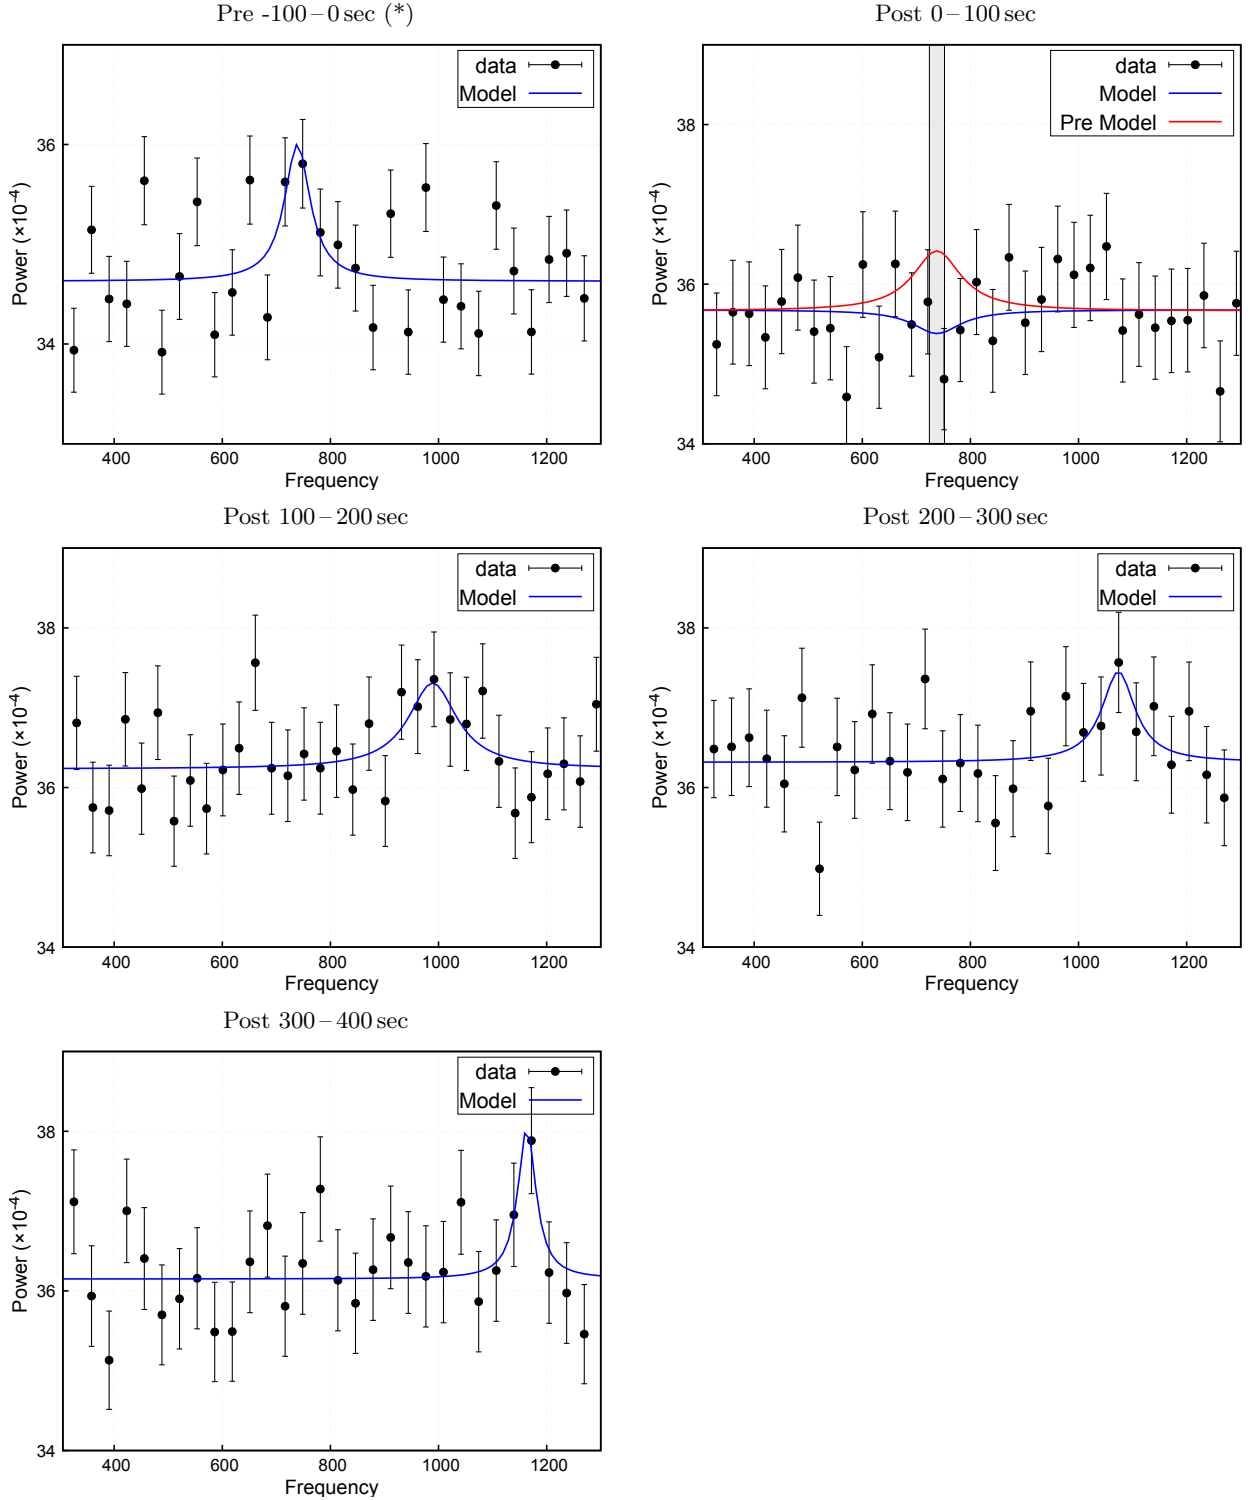 Pre -100–0 sec (*)
data
Model
36
34
Power (×10⁻⁴)
400 600 800 1000 1200
Frequency
Post 0–100 sec
data
Model
Pre Model
38
36
34
Power (×10⁻⁴)
400 600 800 1000 1200
Frequency
Post 100–200 sec
data
Model
38
36
34
Power (×10⁻⁴)
400 600 800 1000 1200
Frequency
Post 200–300 sec
data
Model
38
36
34
Power (×10⁻⁴)
400 600 800 1000 1200
Frequency
Post 300–400 sec
data
Model
38
36
34
Power (×10⁻⁴)
400 600 800 1000 1200
Frequency